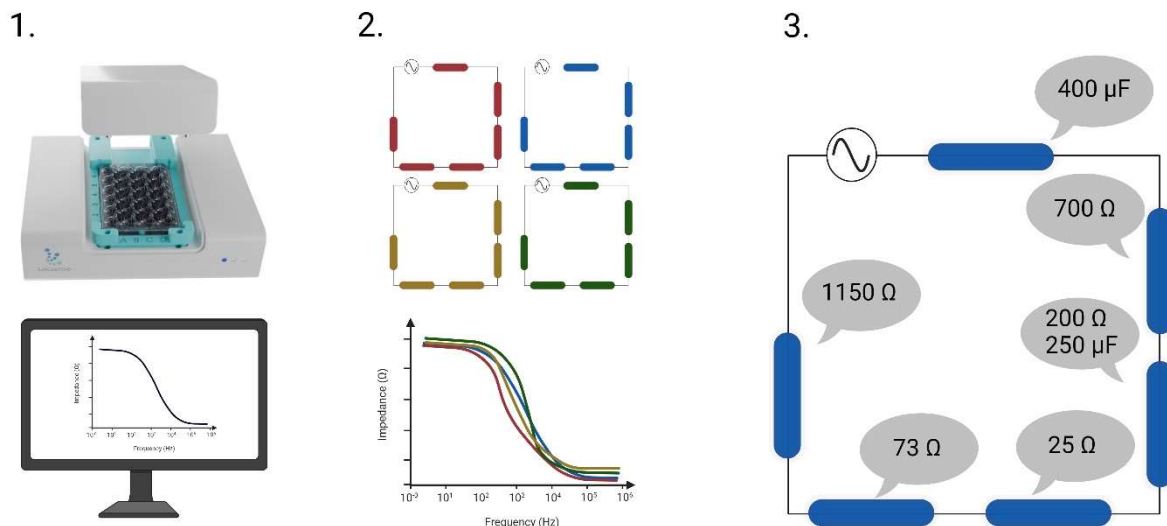 1.
A B C D
Impedance (Ω)
Frequency (Hz)
2.
Impedance (Ω)
10⁻⁰ 10¹ 10² 10³ 10⁴ 10⁵ 10⁶
Frequency (Hz)
3.
400 µF
700 Ω
1150 Ω
200 Ω
250 µF
73 Ω
25 Ω